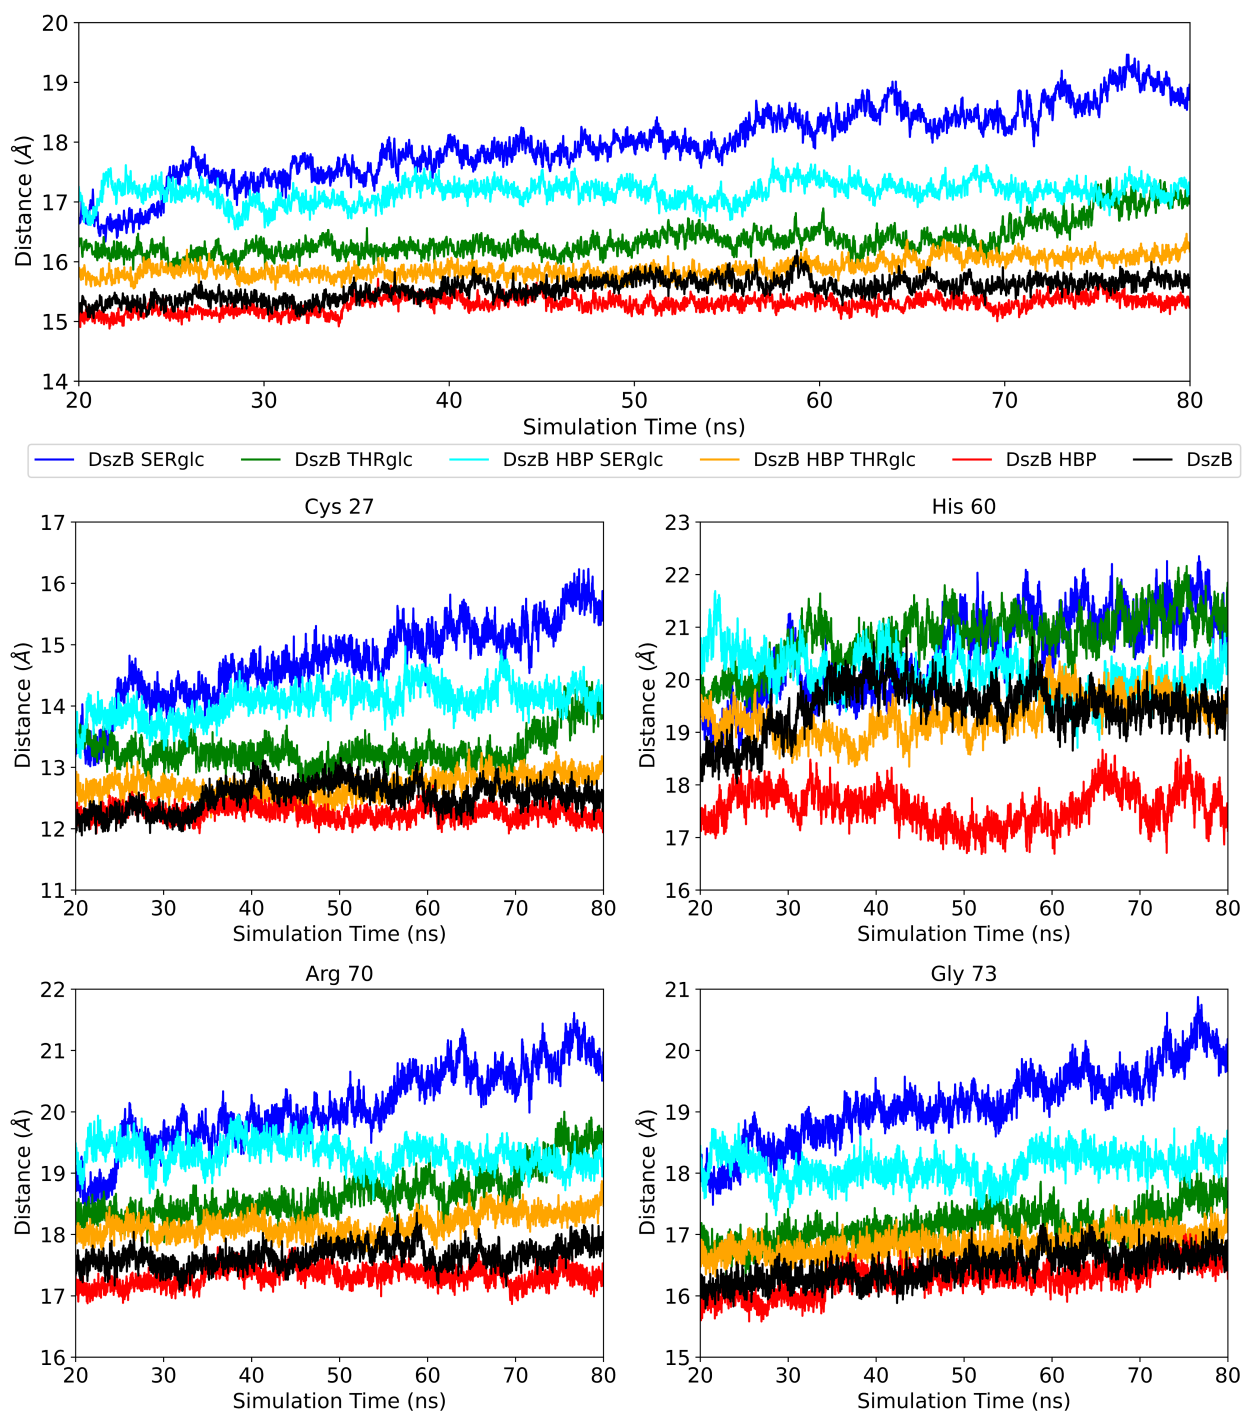 20
19
18
17
16
15
14
Distance (Å)
20 30 40 50 60 70 80
Simulation Time (ns)
DszB SERglc DszB THRglc DszB HBP SERglc DszB HBP THRglc DszB HBP DszB
Cys 27
17
16
15
14
13
12
11
Distance (Å)
20 30 40 50 60 70 80
Simulation Time (ns)
His 60
23
22
21
20
19
18
17
16
Distance (Å)
20 30 40 50 60 70 80
Simulation Time (ns)
Arg 70
22
21
20
19
18
17
16
Distance (Å)
20 30 40 50 60 70 80
Simulation Time (ns)
Gly 73
21
20
19
18
17
16
15
Distance (Å)
20 30 40 50 60 70 80
Simulation Time (ns)